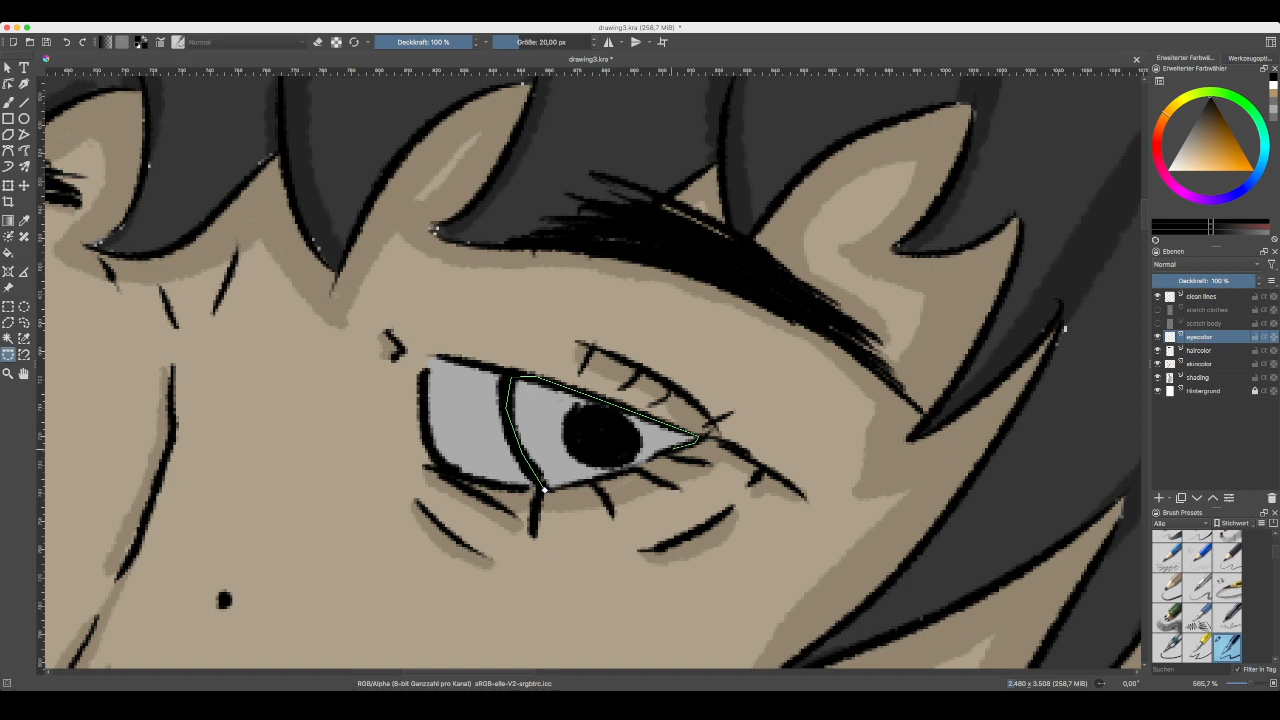 drawing3.kra (258,7 MiB) *
Normal
Deckkraft: 100 %
Größe: 20,00 px
drawing3.kra *
Erweiterter Farbwä...
Werkzeugopti...
Erweiterter Farbwähler
Ebenen
Normal
Deckkraft: 100 %
clean lines
scetch clothes
scetch body
eyecolor
haircolor
skincolor
shading
Hintergrund
Brush Presets
Alle
Stichwort
Suchen
Filter in Tag
RGB/Alpha (8-bit Ganzzahl pro Kanal) sRGB-elle-V2-srgbtrc.icc
2.480 x 3.508 (258,7 MiB)
0,00°
565,7 %